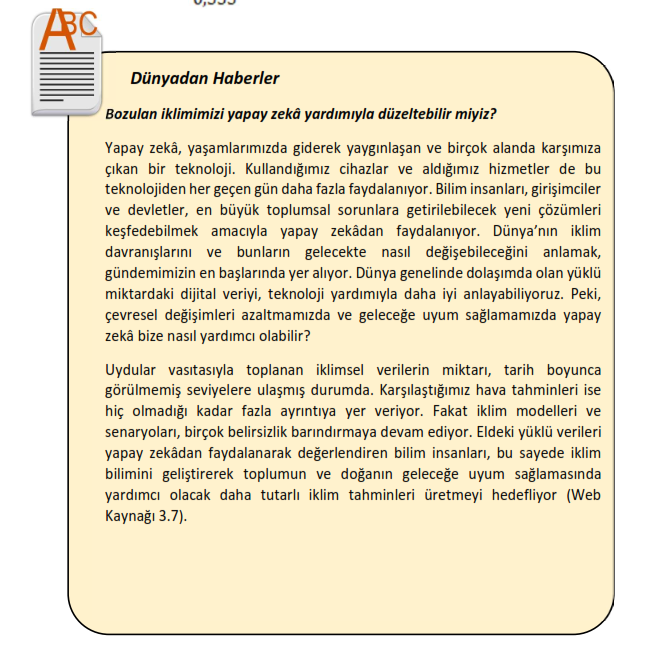 0,333
ABC
Dünyadan Haberler
Bozulan iklimimizi yapay zekâ yardımıyla düzeltebilir miyiz?
Yapay zekâ, yaşamlarımızda giderek yaygınlaşan ve birçok alanda karşımıza
çıkan bir teknoloji. Kullandığımız cihazlar ve aldığımız hizmetler de bu
teknolojiden her geçen gün daha fazla faydalanıyor. Bilim insanları, girişimciler
ve devletler, en büyük toplumsal sorunlara getirilebilecek yeni çözümleri
keşfedebilmek amacıyla yapay zekâdan faydalanıyor. Dünya’nın iklim
davranışlarını ve bunların gelecekte nasıl değişebileceğini anlamak,
gündemimizin en başlarında yer alıyor. Dünya genelinde dolaşımda olan yüklü
miktardaki dijital veriyi, teknoloji yardımıyla daha iyi anlayabiliyoruz. Peki,
çevresel değişimleri azaltmamızda ve geleceğe uyum sağlamamızda yapay
zekâ bize nasıl yardımcı olabilir?
Uydular vasıtasıyla toplanan iklimsel verilerin miktarı, tarih boyunca
görülmemiş seviyelere ulaşmış durumda. Karşılaştığımız hava tahminleri ise
hiç olmadığı kadar fazla ayrıntıya yer veriyor. Fakat iklim modelleri ve
senaryoları, birçok belirsizlik barındırmaya devam ediyor. Eldeki yüklü verileri
yapay zekâdan faydalanarak değerlendiren bilim insanları, bu sayede iklim
bilimini geliştirerek toplumun ve doğanın geleceğe uyum sağlamasında
yardımcı olacak daha tutarlı iklim tahminleri üretmeyi hedefliyor (Web
Kaynağı 3.7).